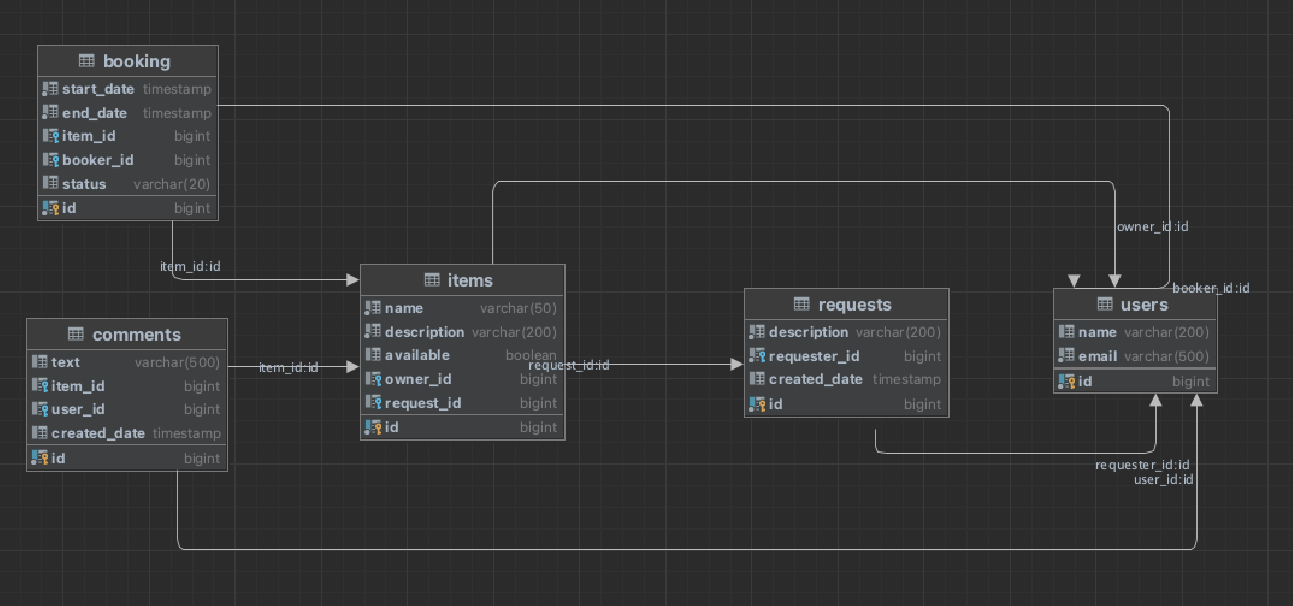 booking
start_date timestamp
end_date timestamp
item_id bigint
booker_id bigint
status varchar(20)
id bigint
item_id:id
comments
text varchar(500)
item_id bigint
user_id bigint
created_date timestamp
id bigint
item_id:id
items
name varchar(50)
description varchar(200)
available boolean
owner_id bigint
request_id bigint
id bigint
request_id:id
requests
description varchar(200)
requester_id bigint
created_date timestamp
id bigint
owner_id:id
booker_id:id
users
name varchar(200)
email varchar(500)
id bigint
requester_id:id
user_id:id